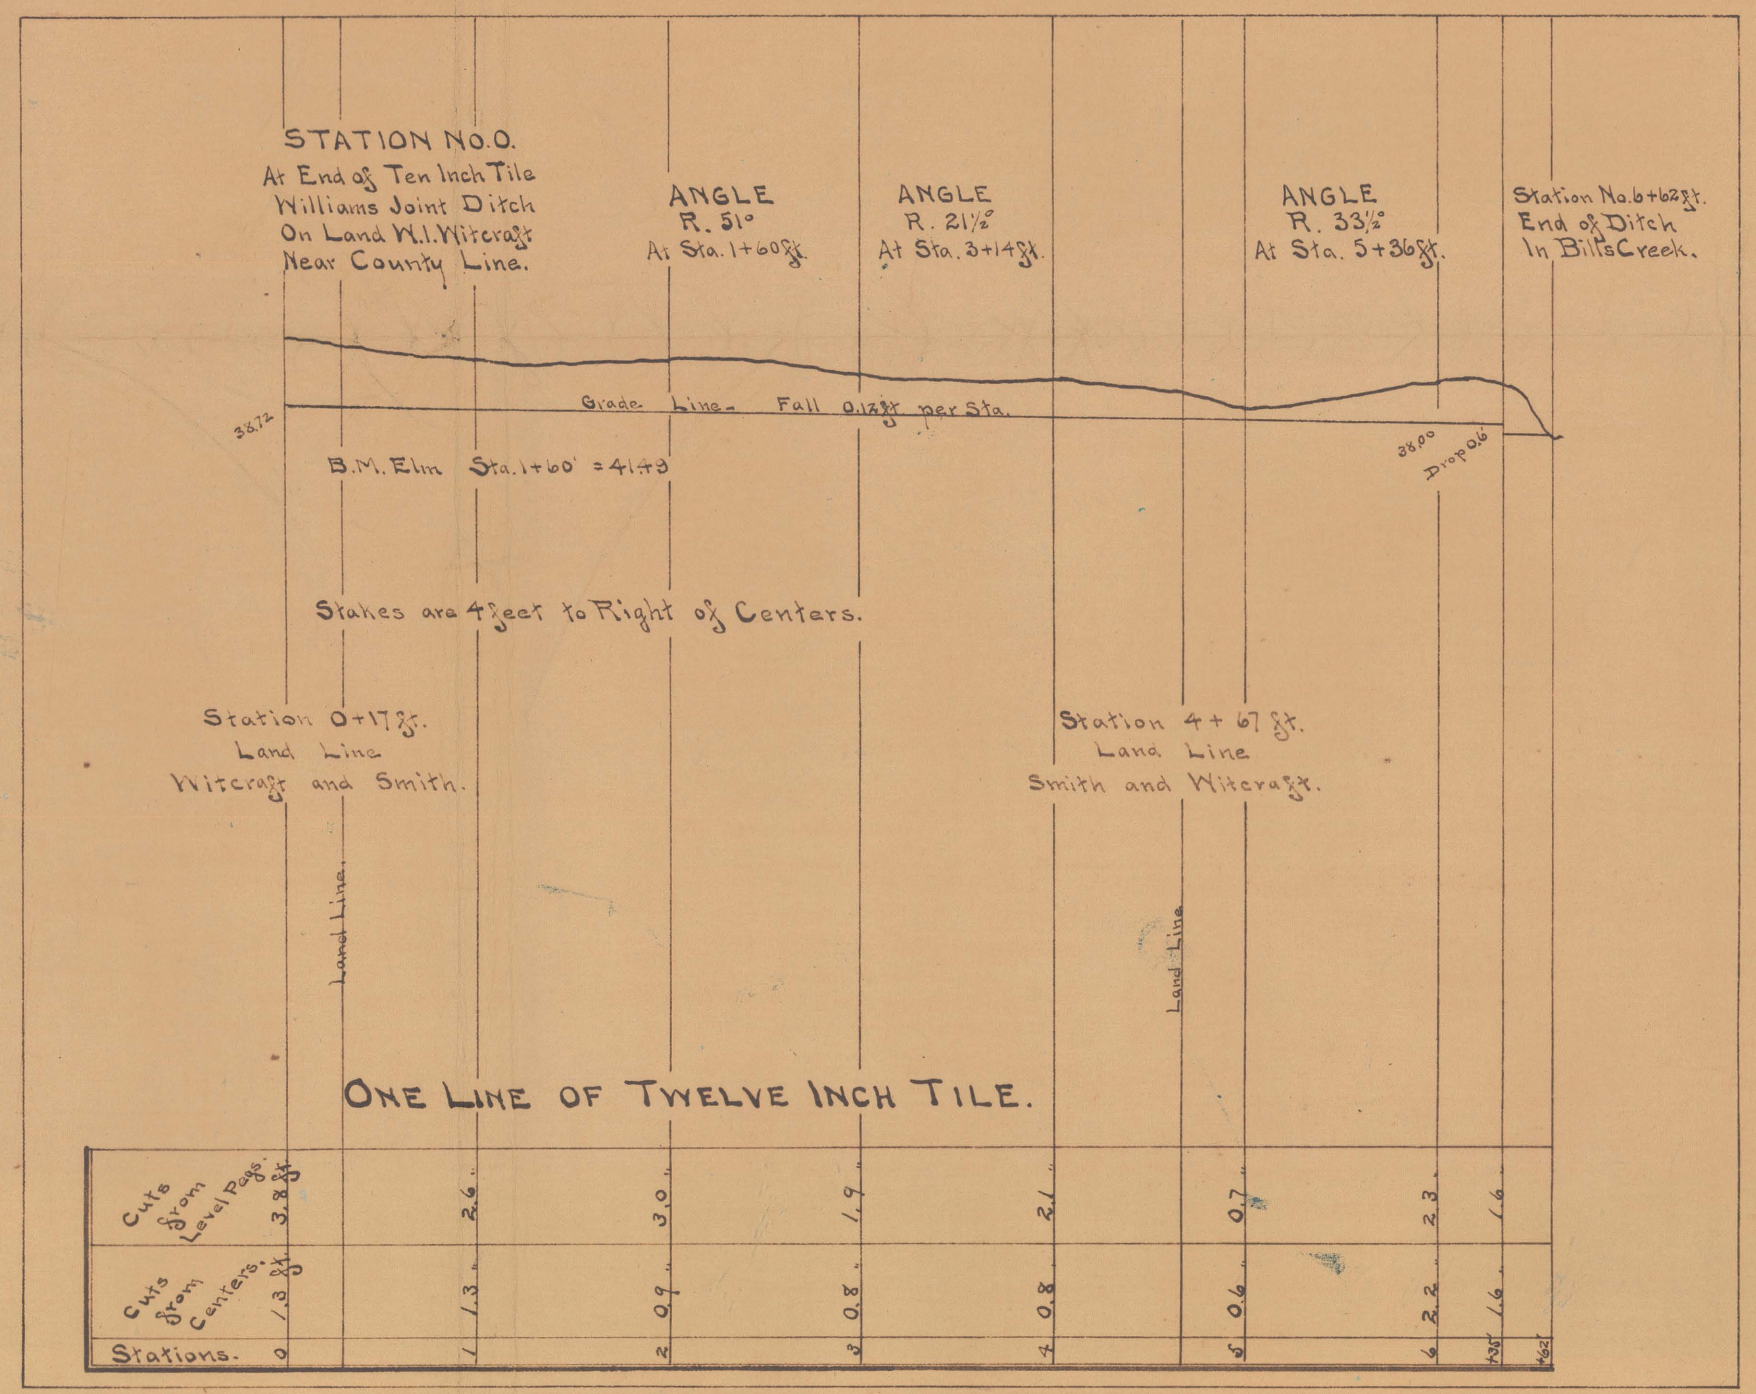 STATION No. 0.
At End of Ten Inch Tile
Williams Joint Ditch
On Land W.I. Witcraft
Near County Line.
ANGLE
R. 51°
At Sta. 1+60 ft.
ANGLE
R. 21½°
At Sta. 3+14 ft.
ANGLE
R. 33½°
At Sta. 5+36 ft.
Station No. 6+62 ft.
End of Ditch
In Bills Creek.
38.72
Grade Line- Fall 0.12 ft per Sta.
38.00
Drop 0.6'
B.M. Elm Sta. 1+60' = 41.49
Stakes are 4 feet to Right of Centers.
Station 0+17 ft.
Land Line
Witcraft and Smith.
Station 4+67 ft.
Land Line
Smith and Witcraft.
Land Line.
Land Line
ONE LINE OF TWELVE INCH TILE.
Cuts from Level Pegs. 3.8 ft. 2.6 " 3.0 " 1.9 " 2.1 " 0.7 " 2.3 " 1.6 "
Cuts from Centers. 1.3 ft. 1.3 " 0.9 " 0.8 " 0.8 " 0.6 " 2.2 " 1.6 "
Stations. 0 1 2 3 4 5 6 +35' +62'